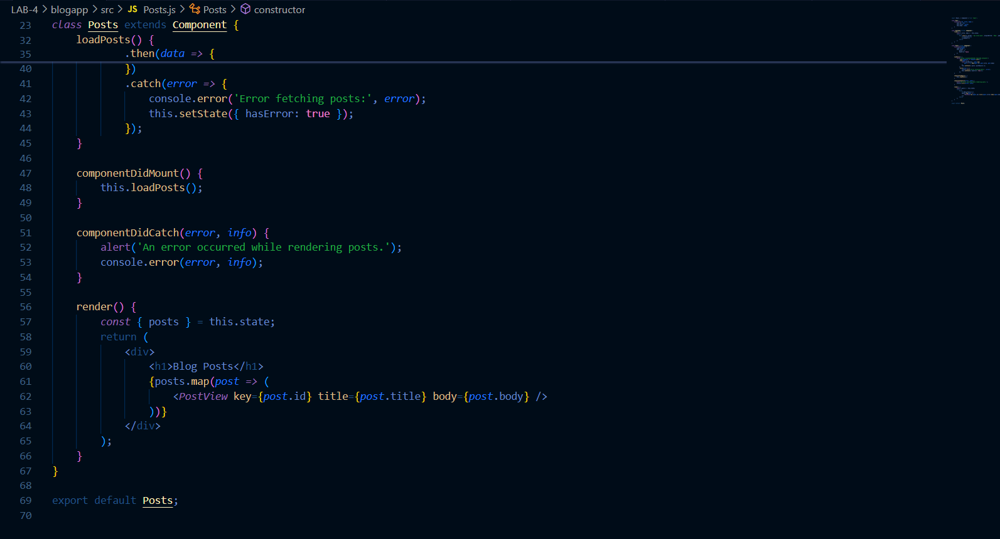 LAB-4 > blogapp > src > JS Posts.js > Posts > constructor
23 class Posts extends Component {
32 loadPosts() {
35 .then(data => {
40 })
41 .catch(error => {
42 console.error('Error fetching posts:', error);
43 this.setState({ hasError: true });
44 });
45 }
46
47 componentDidMount() {
48 this.loadPosts();
49 }
50
51 componentDidCatch(error, info) {
52 alert('An error occurred while rendering posts.');
53 console.error(error, info);
54 }
55
56 render() {
57 const { posts } = this.state;
58 return (
59 <div>
60 <h1>Blog Posts</h1>
61 {posts.map(post => (
62 <PostView key={post.id} title={post.title} body={post.body} />
63 ))}
64 </div>
65 );
66 }
67 }
68
69 export default Posts;
70